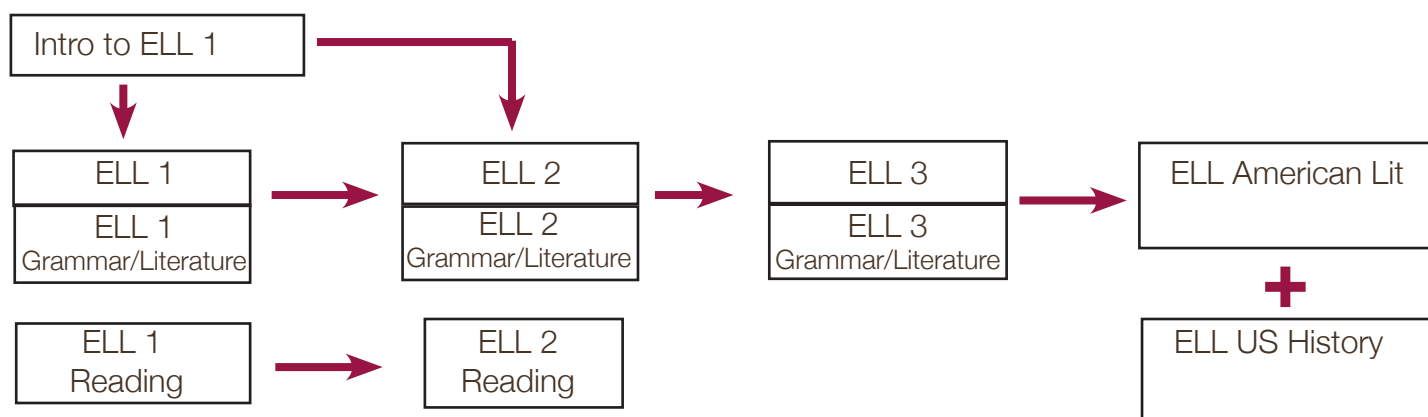 Intro to ELL 1
ELL 1
ELL 1
Grammar/Literature
ELL 2
ELL 2
Grammar/Literature
ELL 3
ELL 3
Grammar/Literature
ELL American Lit
ELL 1
Reading
ELL 2
Reading
+
ELL US History